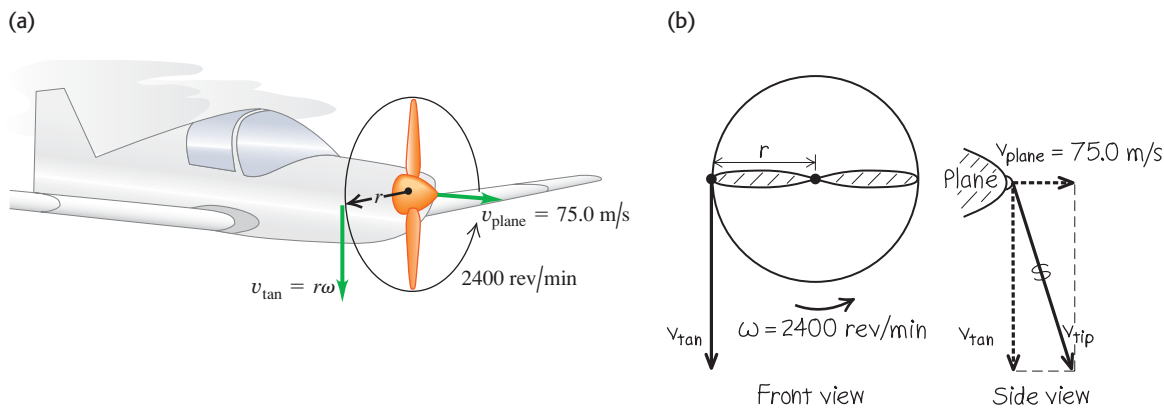 (a)
r
v_plane = 75.0 m/s
2400 rev/min
v_tan = rω
(b)
r
v_plane = 75.0 m/s
Plane
v_tan
ω = 2400 rev/min
v_tan
v_tip
Front view
Side view